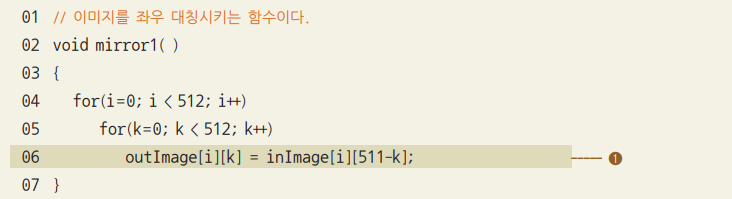 01 // 이미지를 좌우 대칭시키는 함수이다.
02 void mirror1( )
03 {
04 for(i=0; i < 512; i++)
05 for(k=0; k < 512; k++)
06 outImage[i][k] = inImage[i][511-k]; ❶
07 }